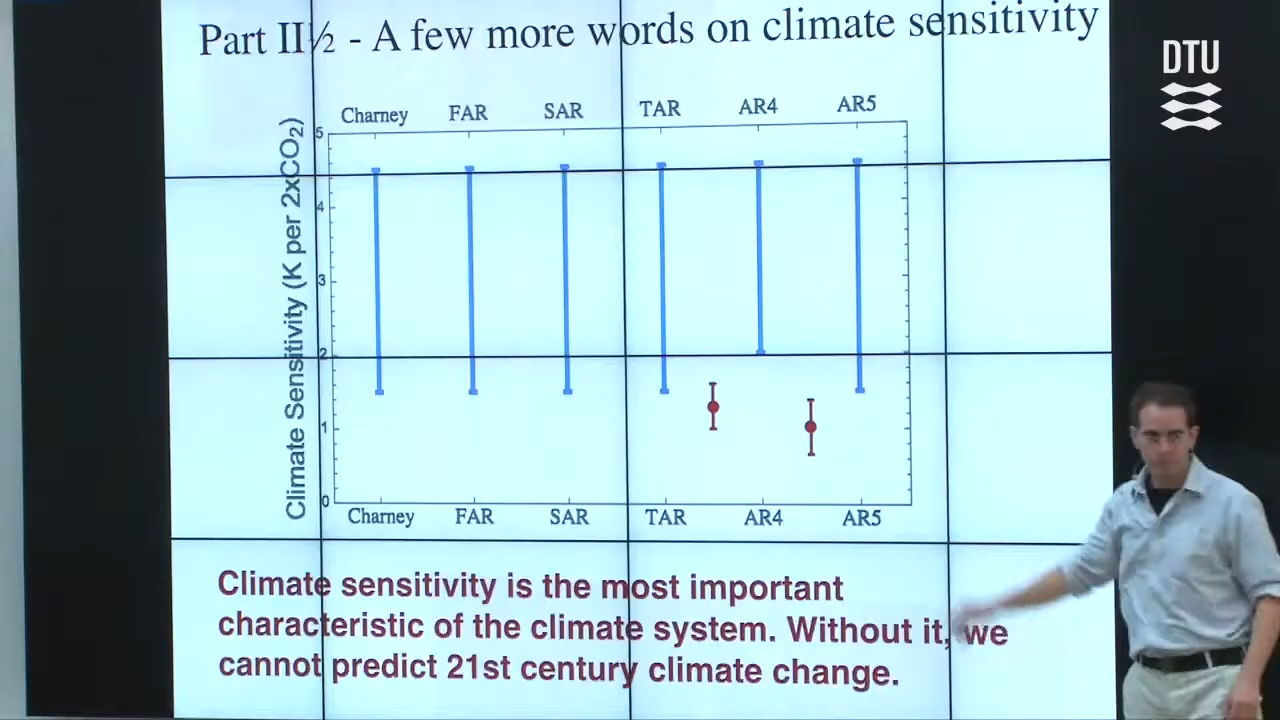 Part II ½ - A few more words on climate sensitivity
DTU
Charney FAR SAR TAR AR4 AR5
Climate Sensitivity (K per 2xCO₂)
5
4
3
2
1
0
Charney FAR SAR TAR AR4 AR5
Climate sensitivity is the most important
characteristic of the climate system. Without it, we
cannot predict 21st century climate change.